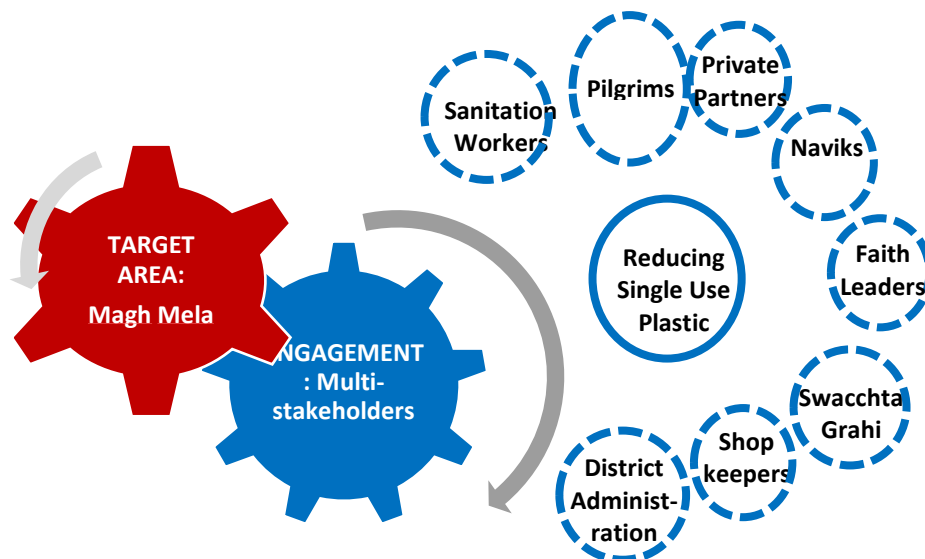 TARGET
AREA:
Magh Mela
NGAGEMENT
: Multi-
stakeholders
Sanitation
Workers
Pilgrims
Private
Partners
Naviks
Faith
Leaders
Swacchta
Grahi
Shop
keepers
District
Administ-
ration
Reducing
Single Use
Plastic